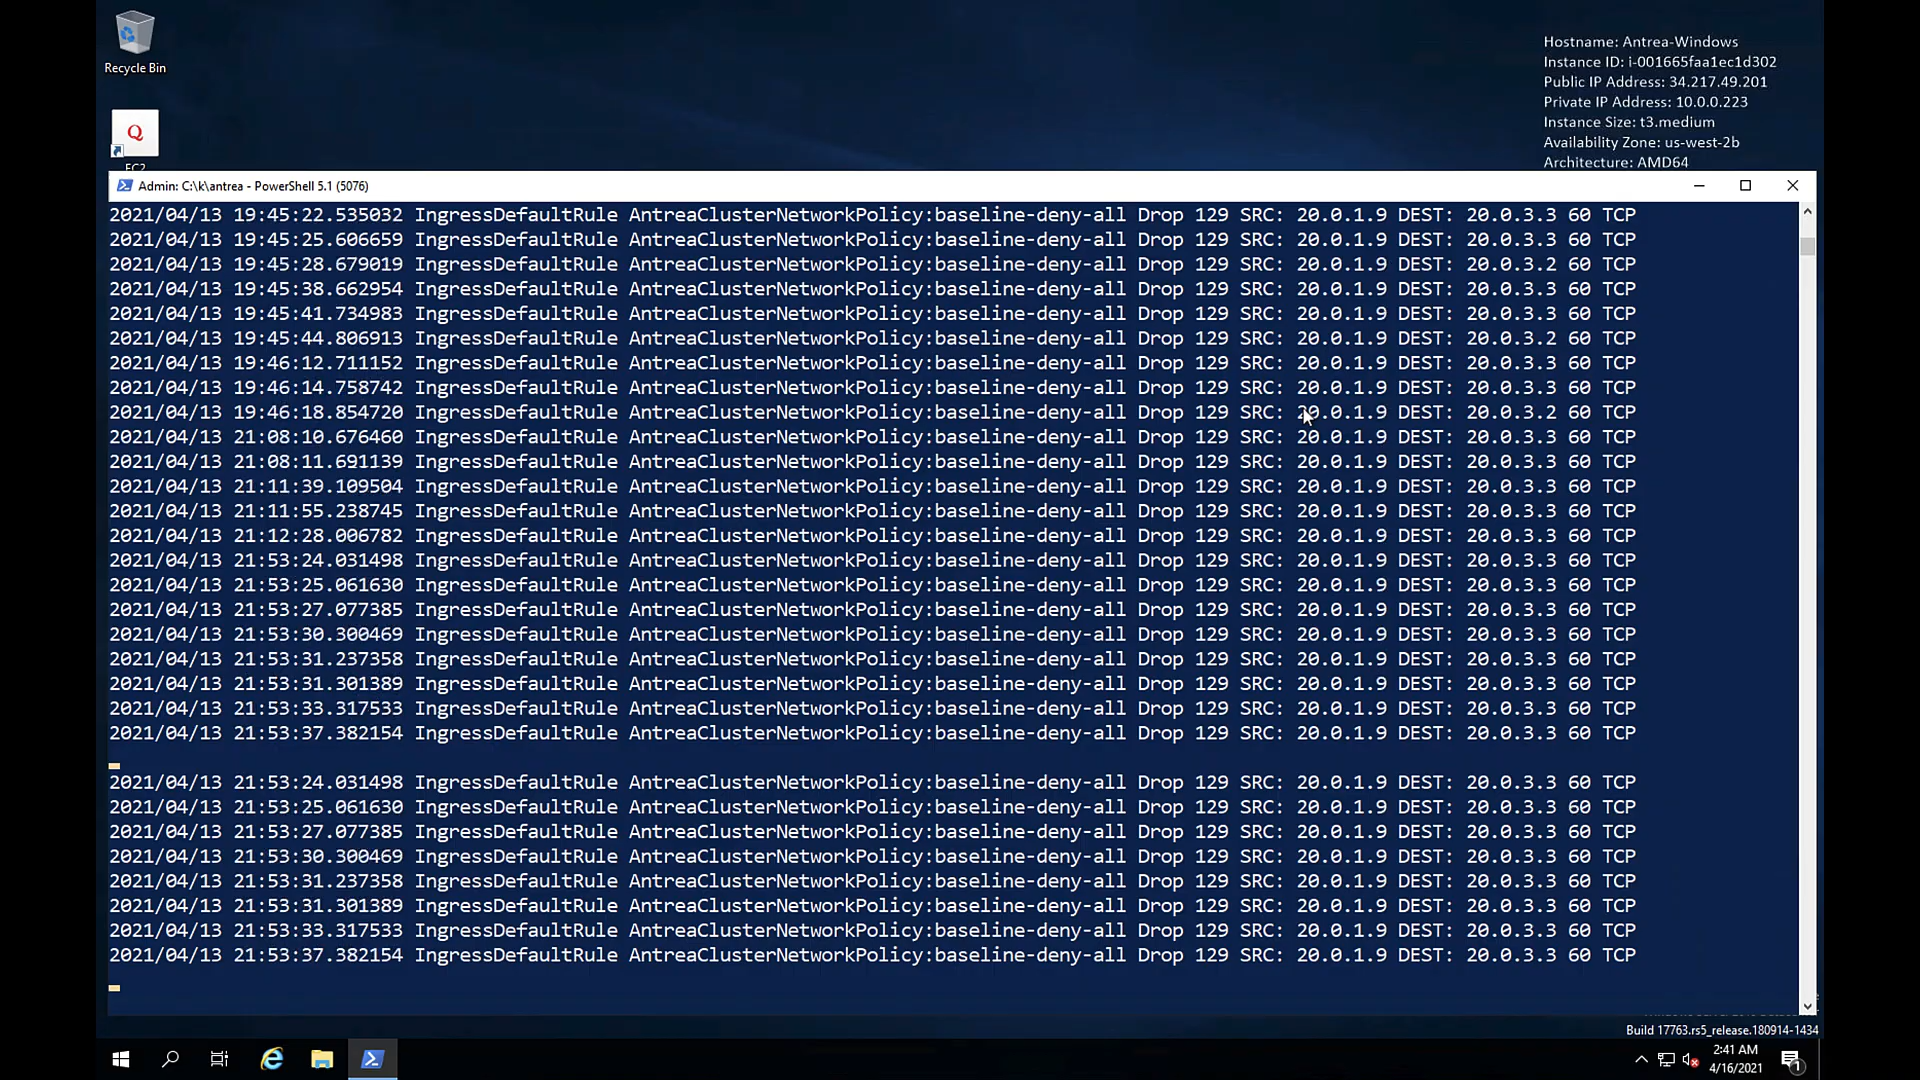 Recycle Bin
Q
EC2
Hostname: Antrea-Windows
Instance ID: i-001665faa1ec1d302
Public IP Address: 34.217.49.201
Private IP Address: 10.0.0.223
Instance Size: t3.medium
Availability Zone: us-west-2b
Architecture: AMD64
Admin: C:\k\antrea - PowerShell 5.1 (5076)
2021/04/13 19:45:22.535032 IngressDefaultRule AntreaClusterNetworkPolicy:baseline-deny-all Drop 129 SRC: 20.0.1.9 DEST: 20.0.3.3 60 TCP
2021/04/13 19:45:25.606659 IngressDefaultRule AntreaClusterNetworkPolicy:baseline-deny-all Drop 129 SRC: 20.0.1.9 DEST: 20.0.3.3 60 TCP
2021/04/13 19:45:28.679019 IngressDefaultRule AntreaClusterNetworkPolicy:baseline-deny-all Drop 129 SRC: 20.0.1.9 DEST: 20.0.3.2 60 TCP
2021/04/13 19:45:38.662954 IngressDefaultRule AntreaClusterNetworkPolicy:baseline-deny-all Drop 129 SRC: 20.0.1.9 DEST: 20.0.3.3 60 TCP
2021/04/13 19:45:41.734983 IngressDefaultRule AntreaClusterNetworkPolicy:baseline-deny-all Drop 129 SRC: 20.0.1.9 DEST: 20.0.3.3 60 TCP
2021/04/13 19:45:44.806913 IngressDefaultRule AntreaClusterNetworkPolicy:baseline-deny-all Drop 129 SRC: 20.0.1.9 DEST: 20.0.3.2 60 TCP
2021/04/13 19:46:12.711152 IngressDefaultRule AntreaClusterNetworkPolicy:baseline-deny-all Drop 129 SRC: 20.0.1.9 DEST: 20.0.3.3 60 TCP
2021/04/13 19:46:14.758742 IngressDefaultRule AntreaClusterNetworkPolicy:baseline-deny-all Drop 129 SRC: 20.0.1.9 DEST: 20.0.3.3 60 TCP
2021/04/13 19:46:18.854720 IngressDefaultRule AntreaClusterNetworkPolicy:baseline-deny-all Drop 129 SRC: 20.0.1.9 DEST: 20.0.3.2 60 TCP
2021/04/13 21:08:10.676460 IngressDefaultRule AntreaClusterNetworkPolicy:baseline-deny-all Drop 129 SRC: 20.0.1.9 DEST: 20.0.3.3 60 TCP
2021/04/13 21:08:11.691139 IngressDefaultRule AntreaClusterNetworkPolicy:baseline-deny-all Drop 129 SRC: 20.0.1.9 DEST: 20.0.3.3 60 TCP
2021/04/13 21:11:39.109504 IngressDefaultRule AntreaClusterNetworkPolicy:baseline-deny-all Drop 129 SRC: 20.0.1.9 DEST: 20.0.3.3 60 TCP
2021/04/13 21:11:55.238745 IngressDefaultRule AntreaClusterNetworkPolicy:baseline-deny-all Drop 129 SRC: 20.0.1.9 DEST: 20.0.3.3 60 TCP
2021/04/13 21:12:28.006782 IngressDefaultRule AntreaClusterNetworkPolicy:baseline-deny-all Drop 129 SRC: 20.0.1.9 DEST: 20.0.3.3 60 TCP
2021/04/13 21:53:24.031498 IngressDefaultRule AntreaClusterNetworkPolicy:baseline-deny-all Drop 129 SRC: 20.0.1.9 DEST: 20.0.3.3 60 TCP
2021/04/13 21:53:25.061630 IngressDefaultRule AntreaClusterNetworkPolicy:baseline-deny-all Drop 129 SRC: 20.0.1.9 DEST: 20.0.3.3 60 TCP
2021/04/13 21:53:27.077385 IngressDefaultRule AntreaClusterNetworkPolicy:baseline-deny-all Drop 129 SRC: 20.0.1.9 DEST: 20.0.3.3 60 TCP
2021/04/13 21:53:30.300469 IngressDefaultRule AntreaClusterNetworkPolicy:baseline-deny-all Drop 129 SRC: 20.0.1.9 DEST: 20.0.3.3 60 TCP
2021/04/13 21:53:31.237358 IngressDefaultRule AntreaClusterNetworkPolicy:baseline-deny-all Drop 129 SRC: 20.0.1.9 DEST: 20.0.3.3 60 TCP
2021/04/13 21:53:31.301389 IngressDefaultRule AntreaClusterNetworkPolicy:baseline-deny-all Drop 129 SRC: 20.0.1.9 DEST: 20.0.3.3 60 TCP
2021/04/13 21:53:33.317533 IngressDefaultRule AntreaClusterNetworkPolicy:baseline-deny-all Drop 129 SRC: 20.0.1.9 DEST: 20.0.3.3 60 TCP
2021/04/13 21:53:37.382154 IngressDefaultRule AntreaClusterNetworkPolicy:baseline-deny-all Drop 129 SRC: 20.0.1.9 DEST: 20.0.3.3 60 TCP
2021/04/13 21:53:24.031498 IngressDefaultRule AntreaClusterNetworkPolicy:baseline-deny-all Drop 129 SRC: 20.0.1.9 DEST: 20.0.3.3 60 TCP
2021/04/13 21:53:25.061630 IngressDefaultRule AntreaClusterNetworkPolicy:baseline-deny-all Drop 129 SRC: 20.0.1.9 DEST: 20.0.3.3 60 TCP
2021/04/13 21:53:27.077385 IngressDefaultRule AntreaClusterNetworkPolicy:baseline-deny-all Drop 129 SRC: 20.0.1.9 DEST: 20.0.3.3 60 TCP
2021/04/13 21:53:30.300469 IngressDefaultRule AntreaClusterNetworkPolicy:baseline-deny-all Drop 129 SRC: 20.0.1.9 DEST: 20.0.3.3 60 TCP
2021/04/13 21:53:31.237358 IngressDefaultRule AntreaClusterNetworkPolicy:baseline-deny-all Drop 129 SRC: 20.0.1.9 DEST: 20.0.3.3 60 TCP
2021/04/13 21:53:31.301389 IngressDefaultRule AntreaClusterNetworkPolicy:baseline-deny-all Drop 129 SRC: 20.0.1.9 DEST: 20.0.3.3 60 TCP
2021/04/13 21:53:33.317533 IngressDefaultRule AntreaClusterNetworkPolicy:baseline-deny-all Drop 129 SRC: 20.0.1.9 DEST: 20.0.3.3 60 TCP
2021/04/13 21:53:37.382154 IngressDefaultRule AntreaClusterNetworkPolicy:baseline-deny-all Drop 129 SRC: 20.0.1.9 DEST: 20.0.3.3 60 TCP
Build 17763.rs5_release.180914-1434
2:41 AM
4/16/2021
1